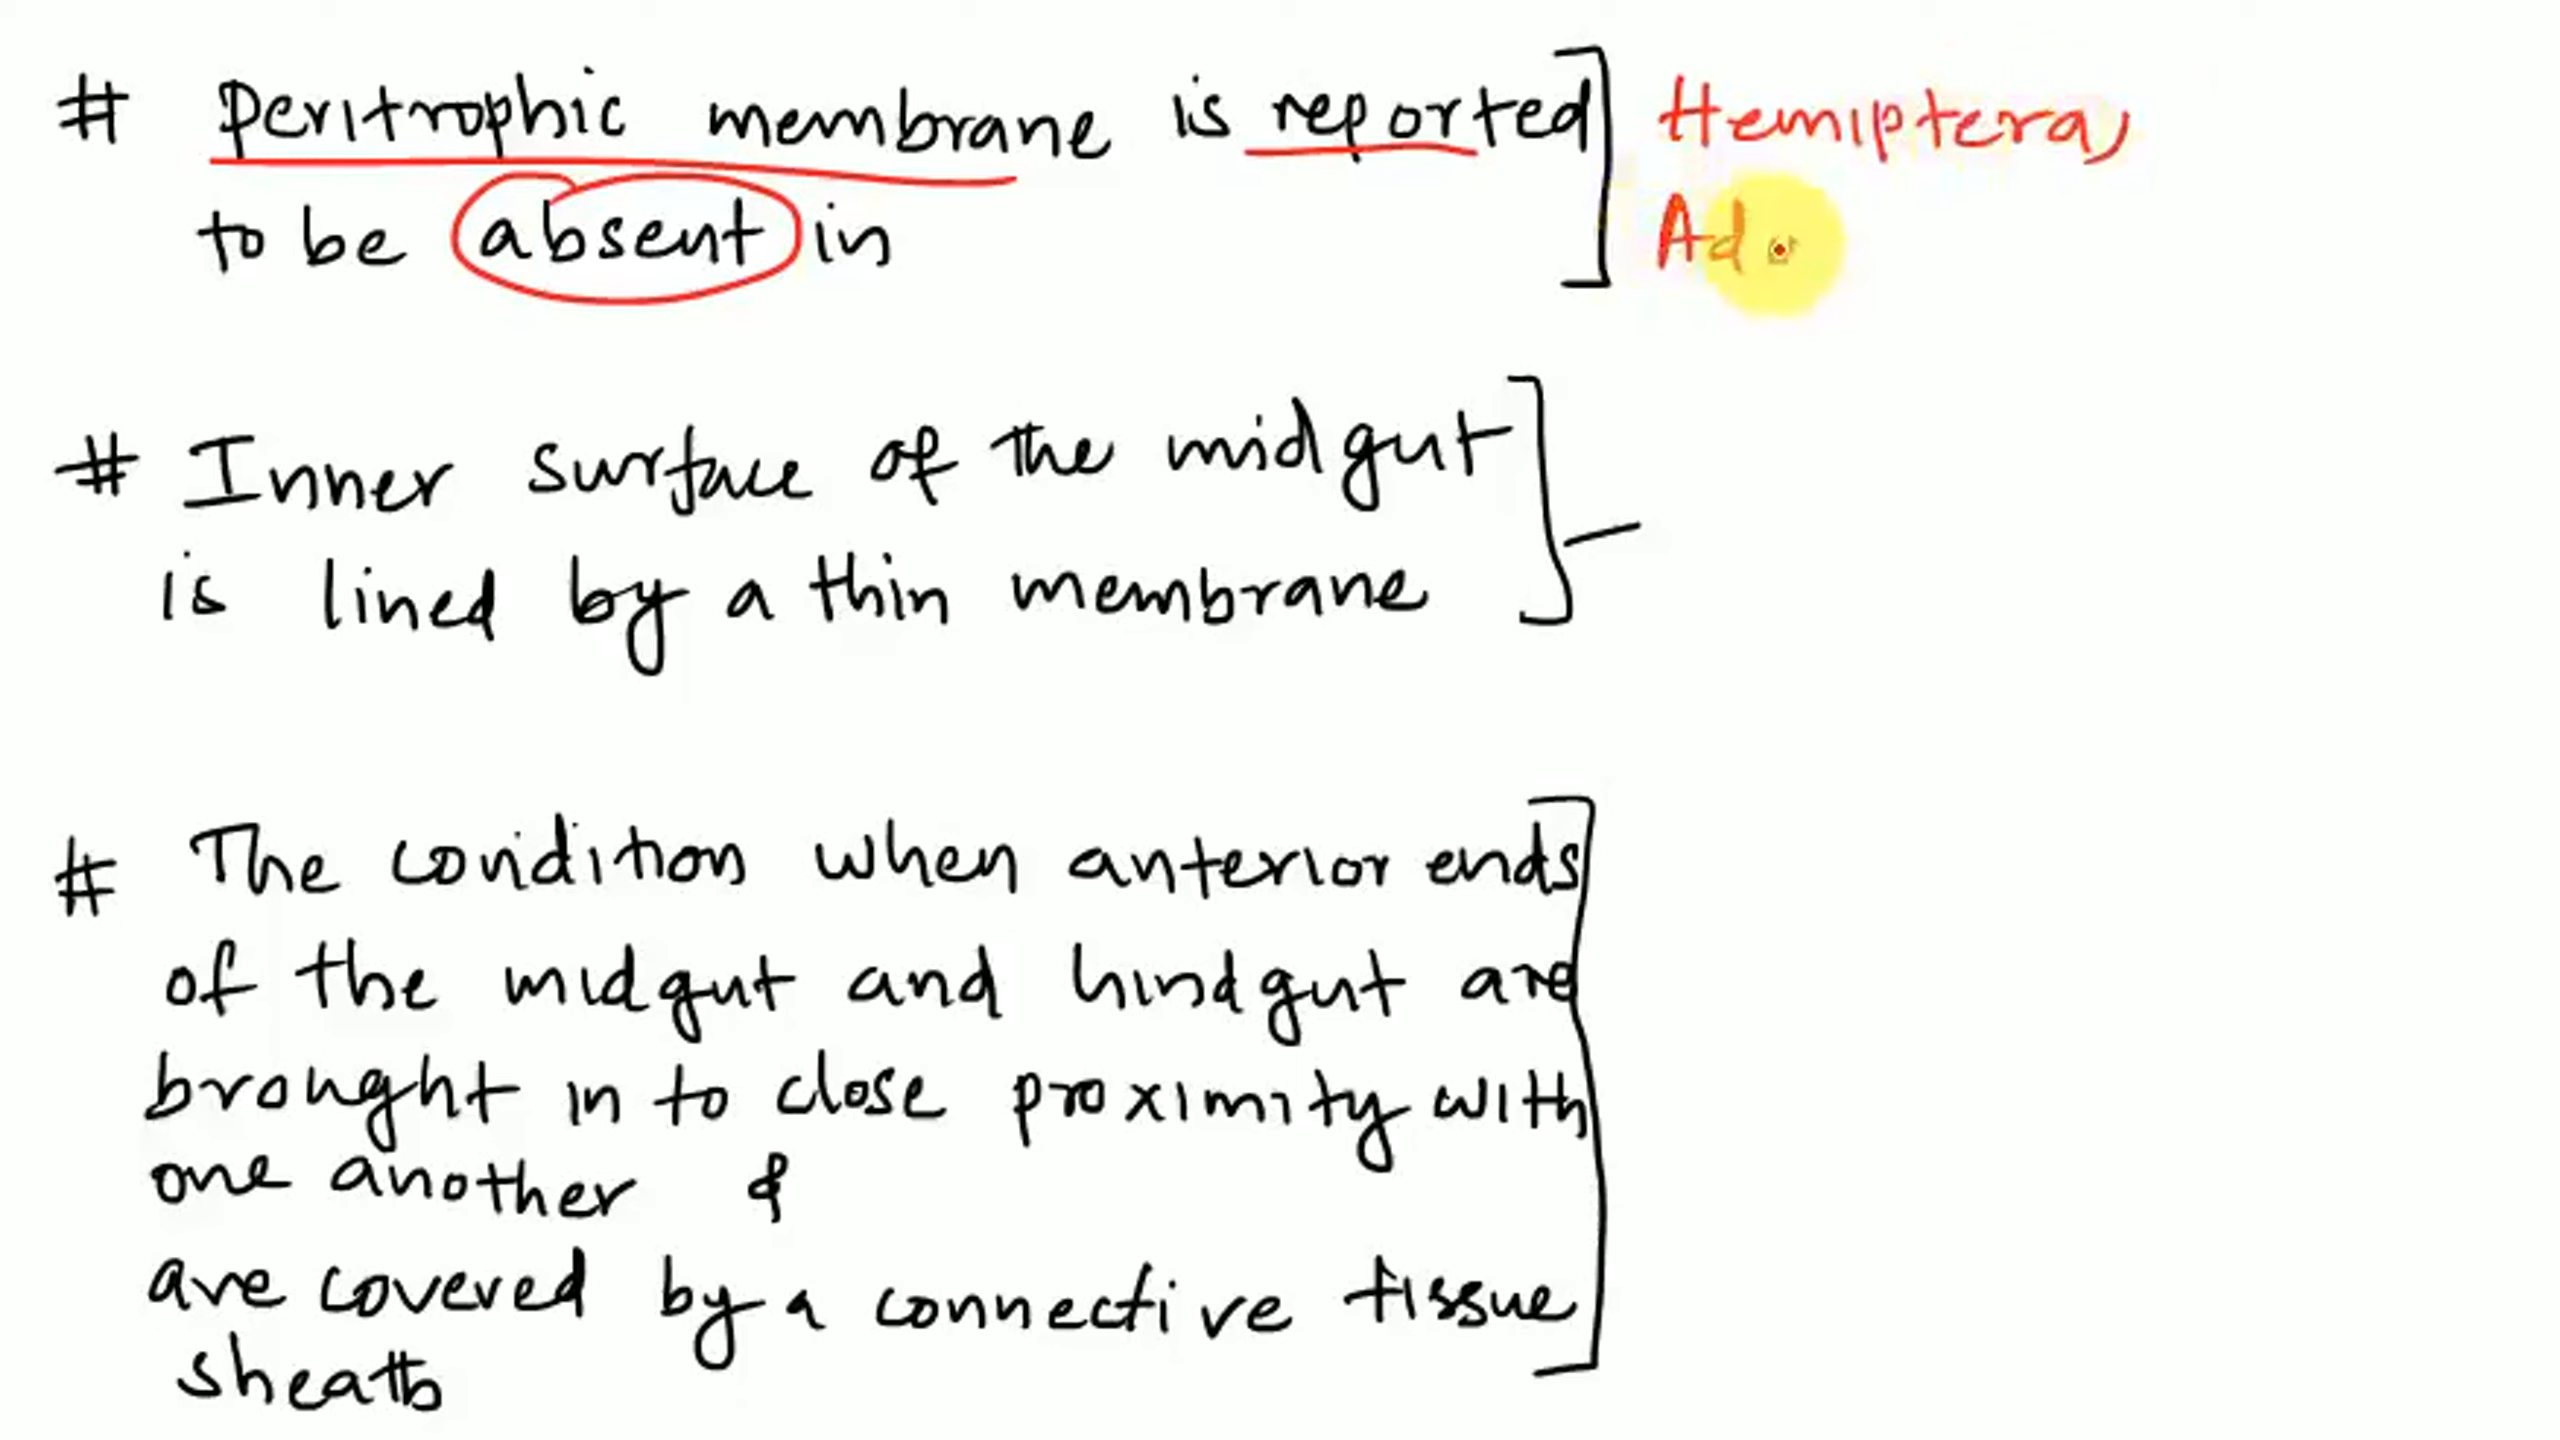 # Peritrophic membrane is reported
to be absent in
Hemiptera,
Ad
# Inner surface of the midgut
is lined by a thin membrane
# The condition when anterior ends
of the midgut and hindgut are
brought in to close proximity with
one another &
are covered by a connective tissue
sheath